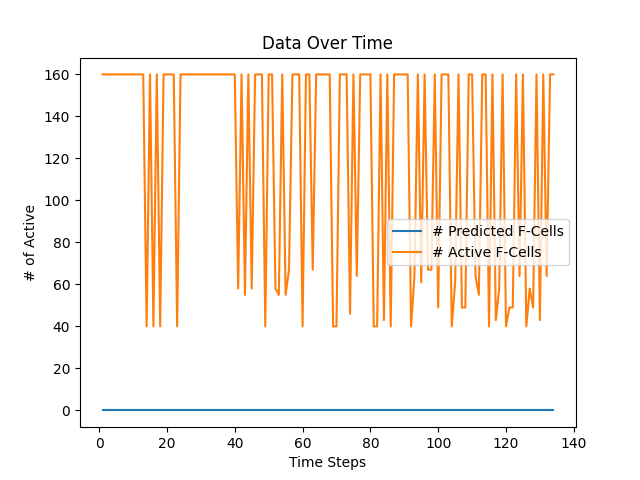 Data Over Time
160
140
120
100
80
60
40
20
0
# of Active
# Predicted F-Cells
# Active F-Cells
0 20 40 60 80 100 120 140
Time Steps